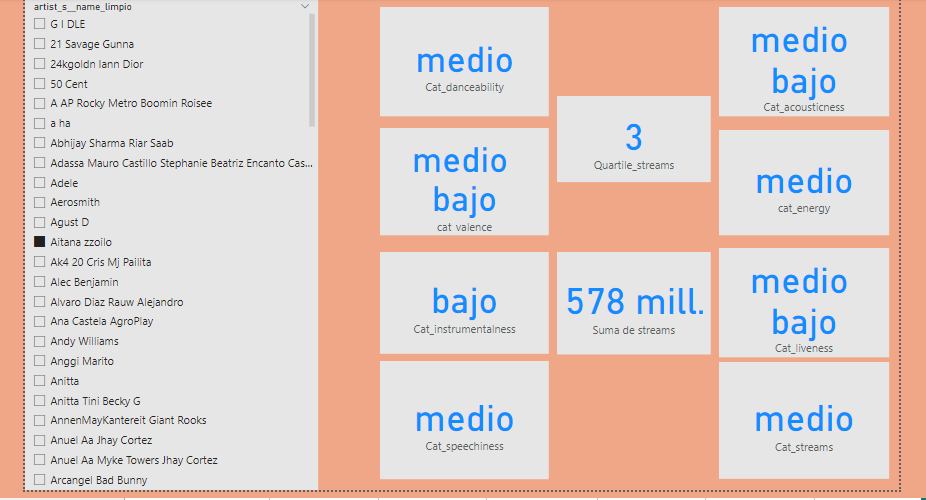 artist_s__name_limpio
G I DLE
21 Savage Gunna
24kgoldn Iann Dior
50 Cent
A AP Rocky Metro Boomin Roisee
a ha
Abhijay Sharma Riar Saab
Adassa Mauro Castillo Stephanie Beatriz Encanto Cas...
Adele
Aerosmith
Agust D
Aitana zzoilo
Ak4 20 Cris Mj Pailita
Alec Benjamin
Alvaro Diaz Rauw Alejandro
Ana Castela AgroPlay
Andy Williams
Anggi Marito
Anitta
Anitta Tini Becky G
AnnenMayKantereit Giant Rooks
Anuel Aa Jhay Cortez
Anuel Aa Myke Towers Jhay Cortez
Arcangel Bad Bunny
medio
Cat_danceability
medio
bajo
cat_valence
bajo
Cat_instrumentalness
medio
Cat_speechiness
3
Quartile_streams
578 mill.
Suma de streams
medio
bajo
Cat_acousticness
medio
cat_energy
medio
bajo
Cat_liveness
medio
Cat_streams